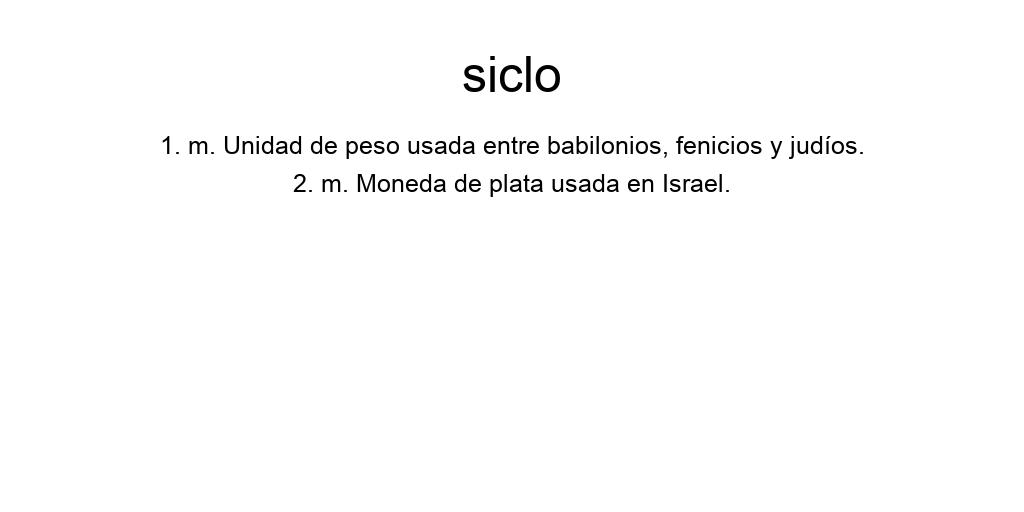 siclo
1. m. Unidad de peso usada entre babilonios, fenicios y judíos.
2. m. Moneda de plata usada en Israel.